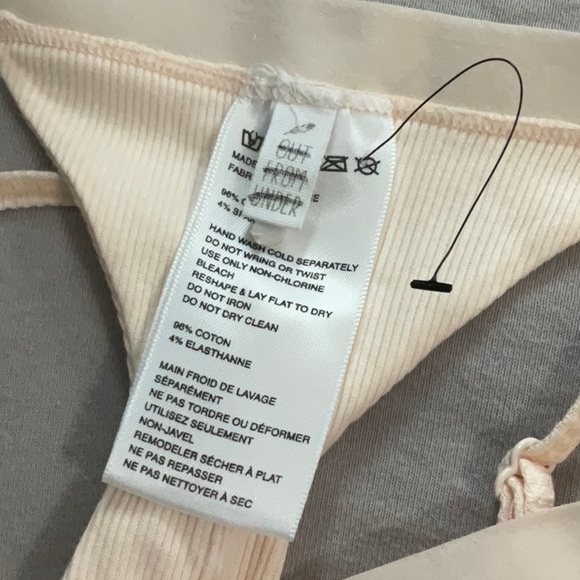 OUT
FROM
UNDER
MADE
FABR
96% C
4% SP
HAND WASH COLD SEPARATELY
DO NOT WRING OR TWIST
USE ONLY NON-CHLORINE
BLEACH
RESHAPE & LAY FLAT TO DRY
DO NOT IRON
DO NOT DRY CLEAN
96% COTTON
4% ELASTHANNE
MAIN FROID DE LAVAGE
SÉPARÉMENT
NE PAS TORDRE OU DÉFORMER
UTILISEZ SEULEMENT
NON-JAVEL
REMODELER SÉCHER À PLAT
NE PAS REPASSER
NE PAS NETTOYER À SEC